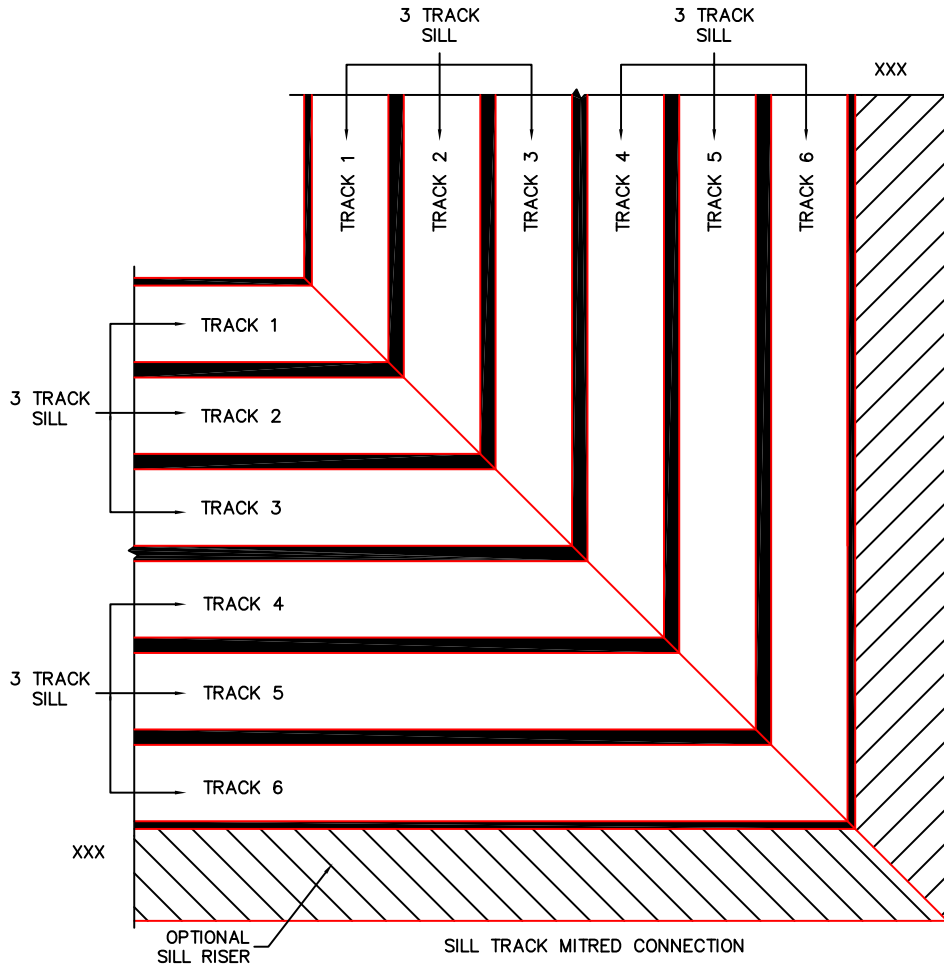 3 TRACK
SILL
3 TRACK
SILL
XXX
TRACK 1
TRACK 2
TRACK 3
TRACK 4
TRACK 5
TRACK 6
TRACK 1
3 TRACK
SILL
TRACK 2
TRACK 3
TRACK 4
3 TRACK
SILL
TRACK 5
TRACK 6
XXX
OPTIONAL
SILL RISER
SILL TRACK MITRED CONNECTION